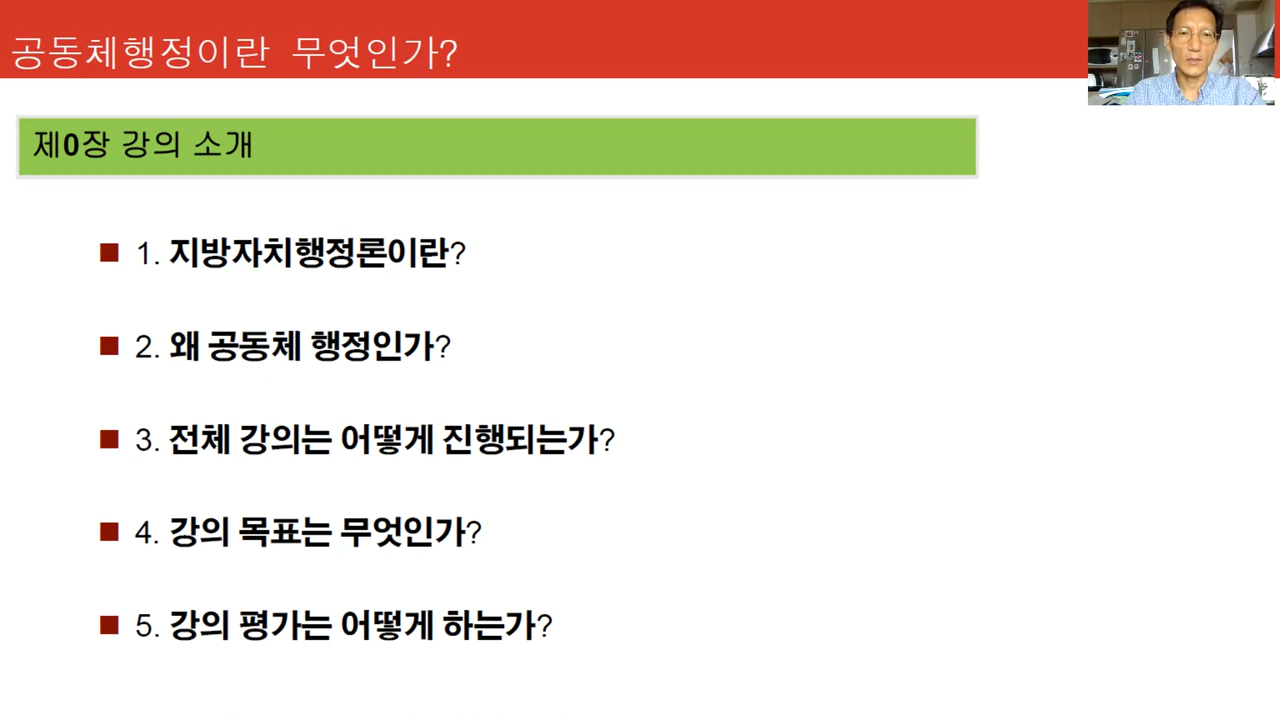 공동체행정이란 무엇인가?
제0장 강의 소개
1. 지방자치행정론이란?
2. 왜 공동체 행정인가?
3. 전체 강의는 어떻게 진행되는가?
4. 강의 목표는 무엇인가?
5. 강의 평가는 어떻게 하는가?